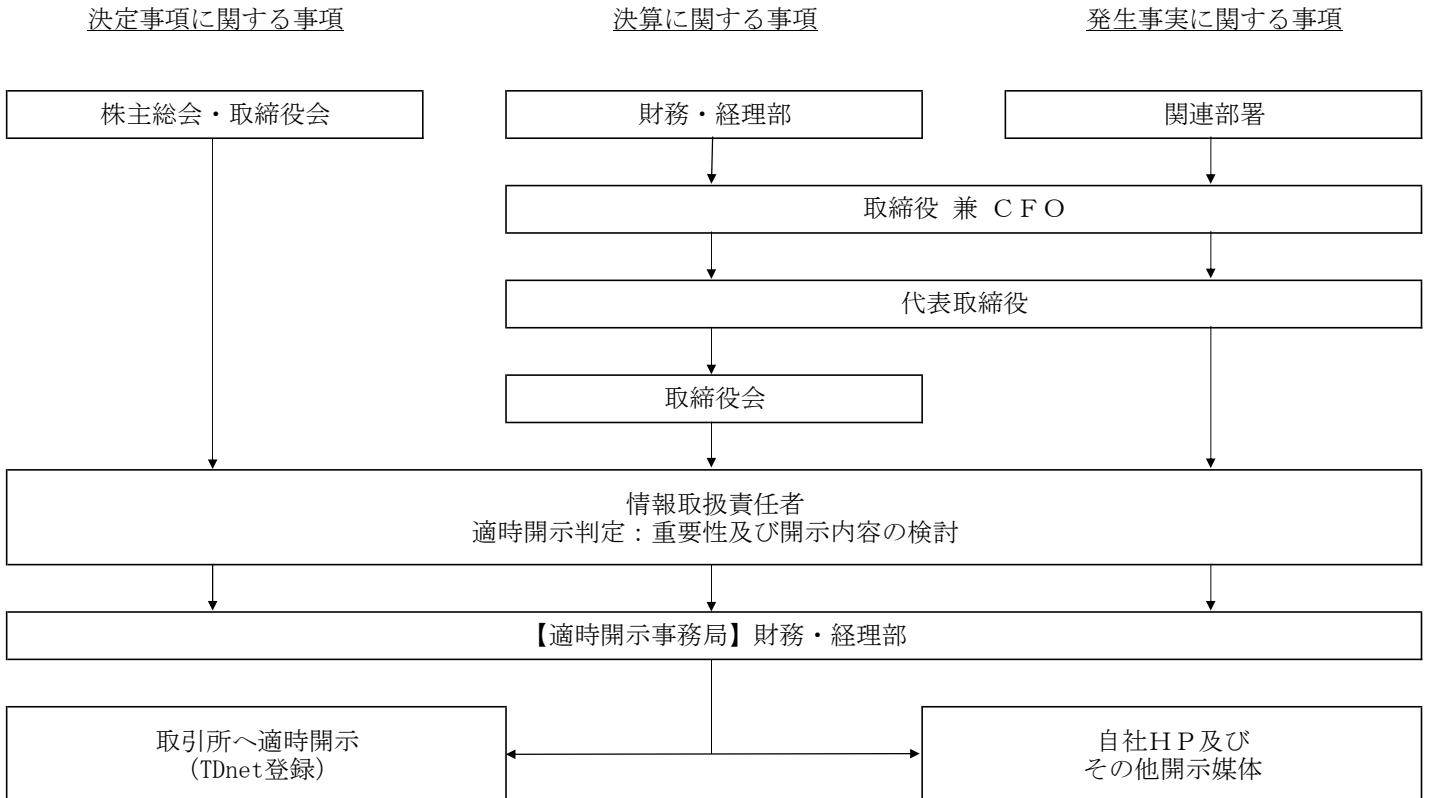 決定事項に関する事項
決算に関する事項
発生事実に関する事項
株主総会・取締役会
財務・経理部
関連部署
取締役 兼 ＣＦＯ
代表取締役
取締役会
情報取扱責任者
適時開示判定：重要性及び開示内容の検討
【適時開示事務局】財務・経理部
取引所へ適時開示
（TDnet登録）
自社ＨＰ及び
その他開示媒体